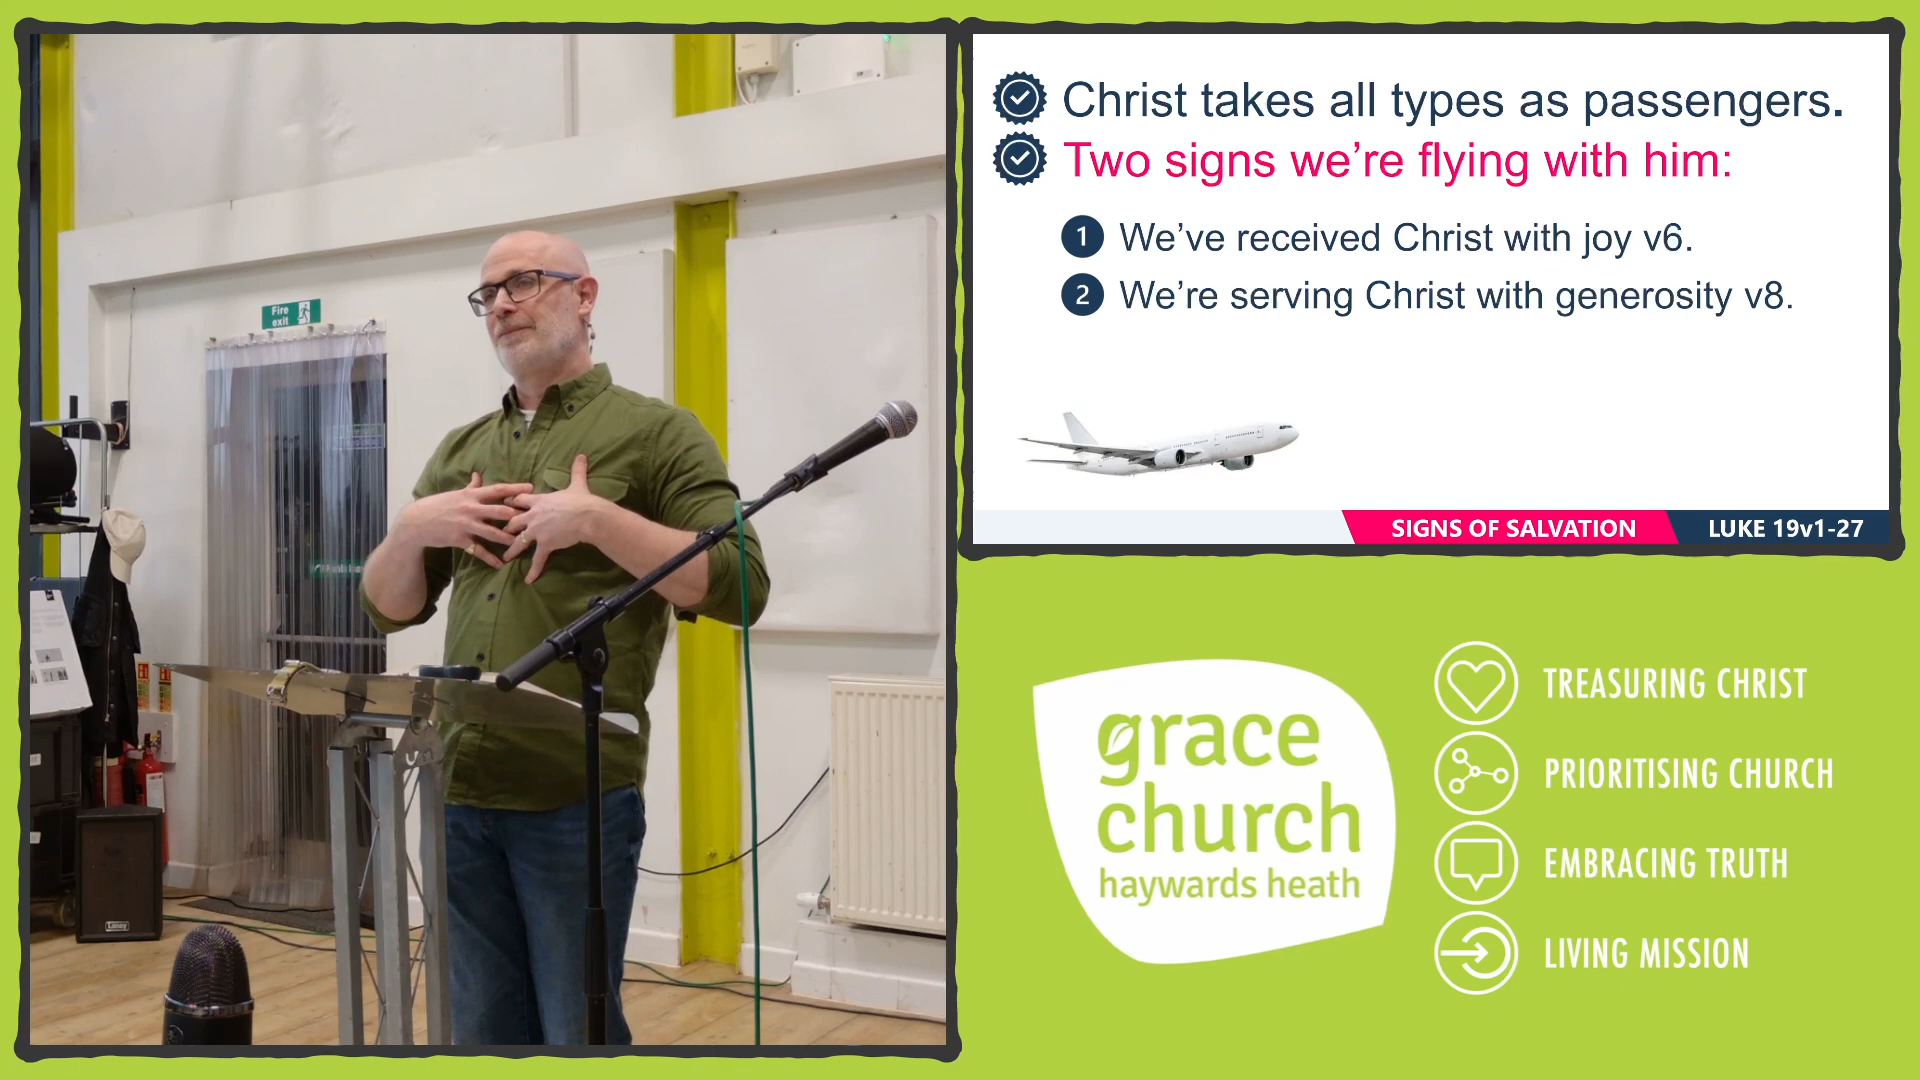 Fire
exit
Laney
Christ takes all types as passengers.
Two signs we’re flying with him:
1 We’ve received Christ with joy v6.
2 We’re serving Christ with generosity v8.
SIGNS OF SALVATION
LUKE 19v1-27
grace
church
haywards heath
TREASURING CHRIST
PRIORITISING CHURCH
EMBRACING TRUTH
LIVING MISSION